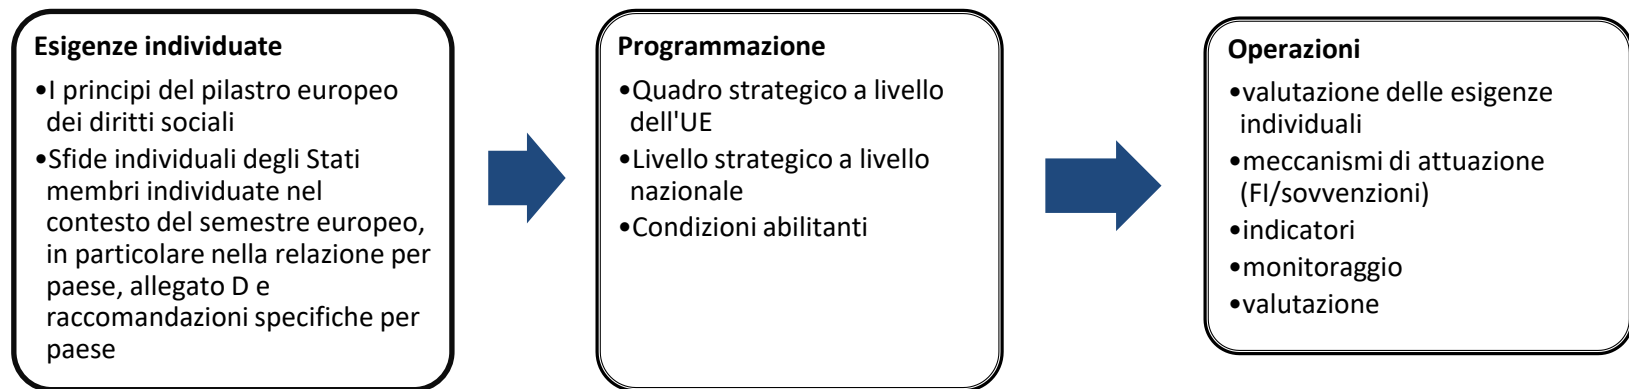 Esigenze individuate
•I principi del pilastro europeo
dei diritti sociali
•Sfide individuali degli Stati
membri individuate nel
contesto del semestre europeo,
in particolare nella relazione per
paese, allegato D e
raccomandazioni specifiche per
paese
Programmazione
•Quadro strategico a livello
dell'UE
•Livello strategico a livello
nazionale
•Condizioni abilitanti
Operazioni
•valutazione delle esigenze
individuali
•meccanismi di attuazione
(FI/sovvenzioni)
•indicatori
•monitoraggio
•valutazione